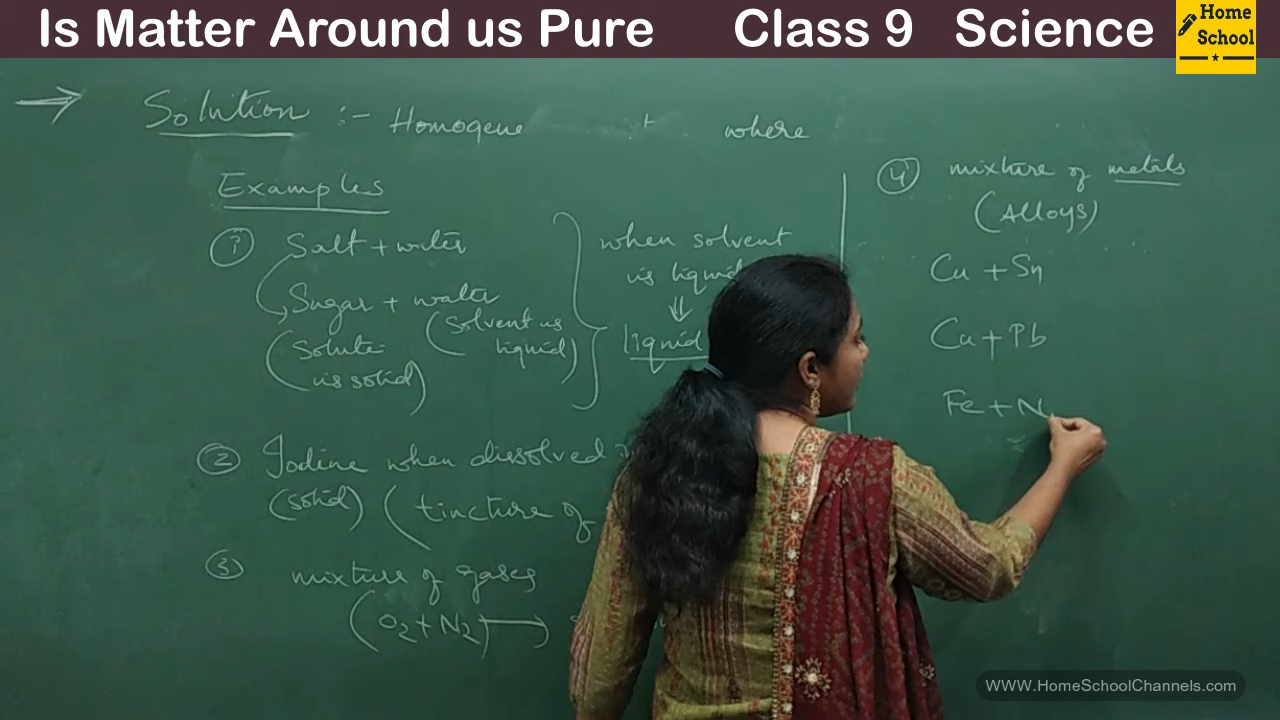 Is Matter Around us Pure Class 9 Science
Home
School
Solution :- Homogene where
Examples
① Salt + water
Sugar + water
(Solute is solid)
(Solvent is liquid)
when solvent
is liquid
⇓
liquid
② Iodine when dissolved
(solid) (tincture of
③ mixture of gases
(O₂ + N₂)
④ mixture of metals
(Alloys)
Cu + Sn
Cu + Pb
Fe + N
WWW.HomeSchoolChannels.com